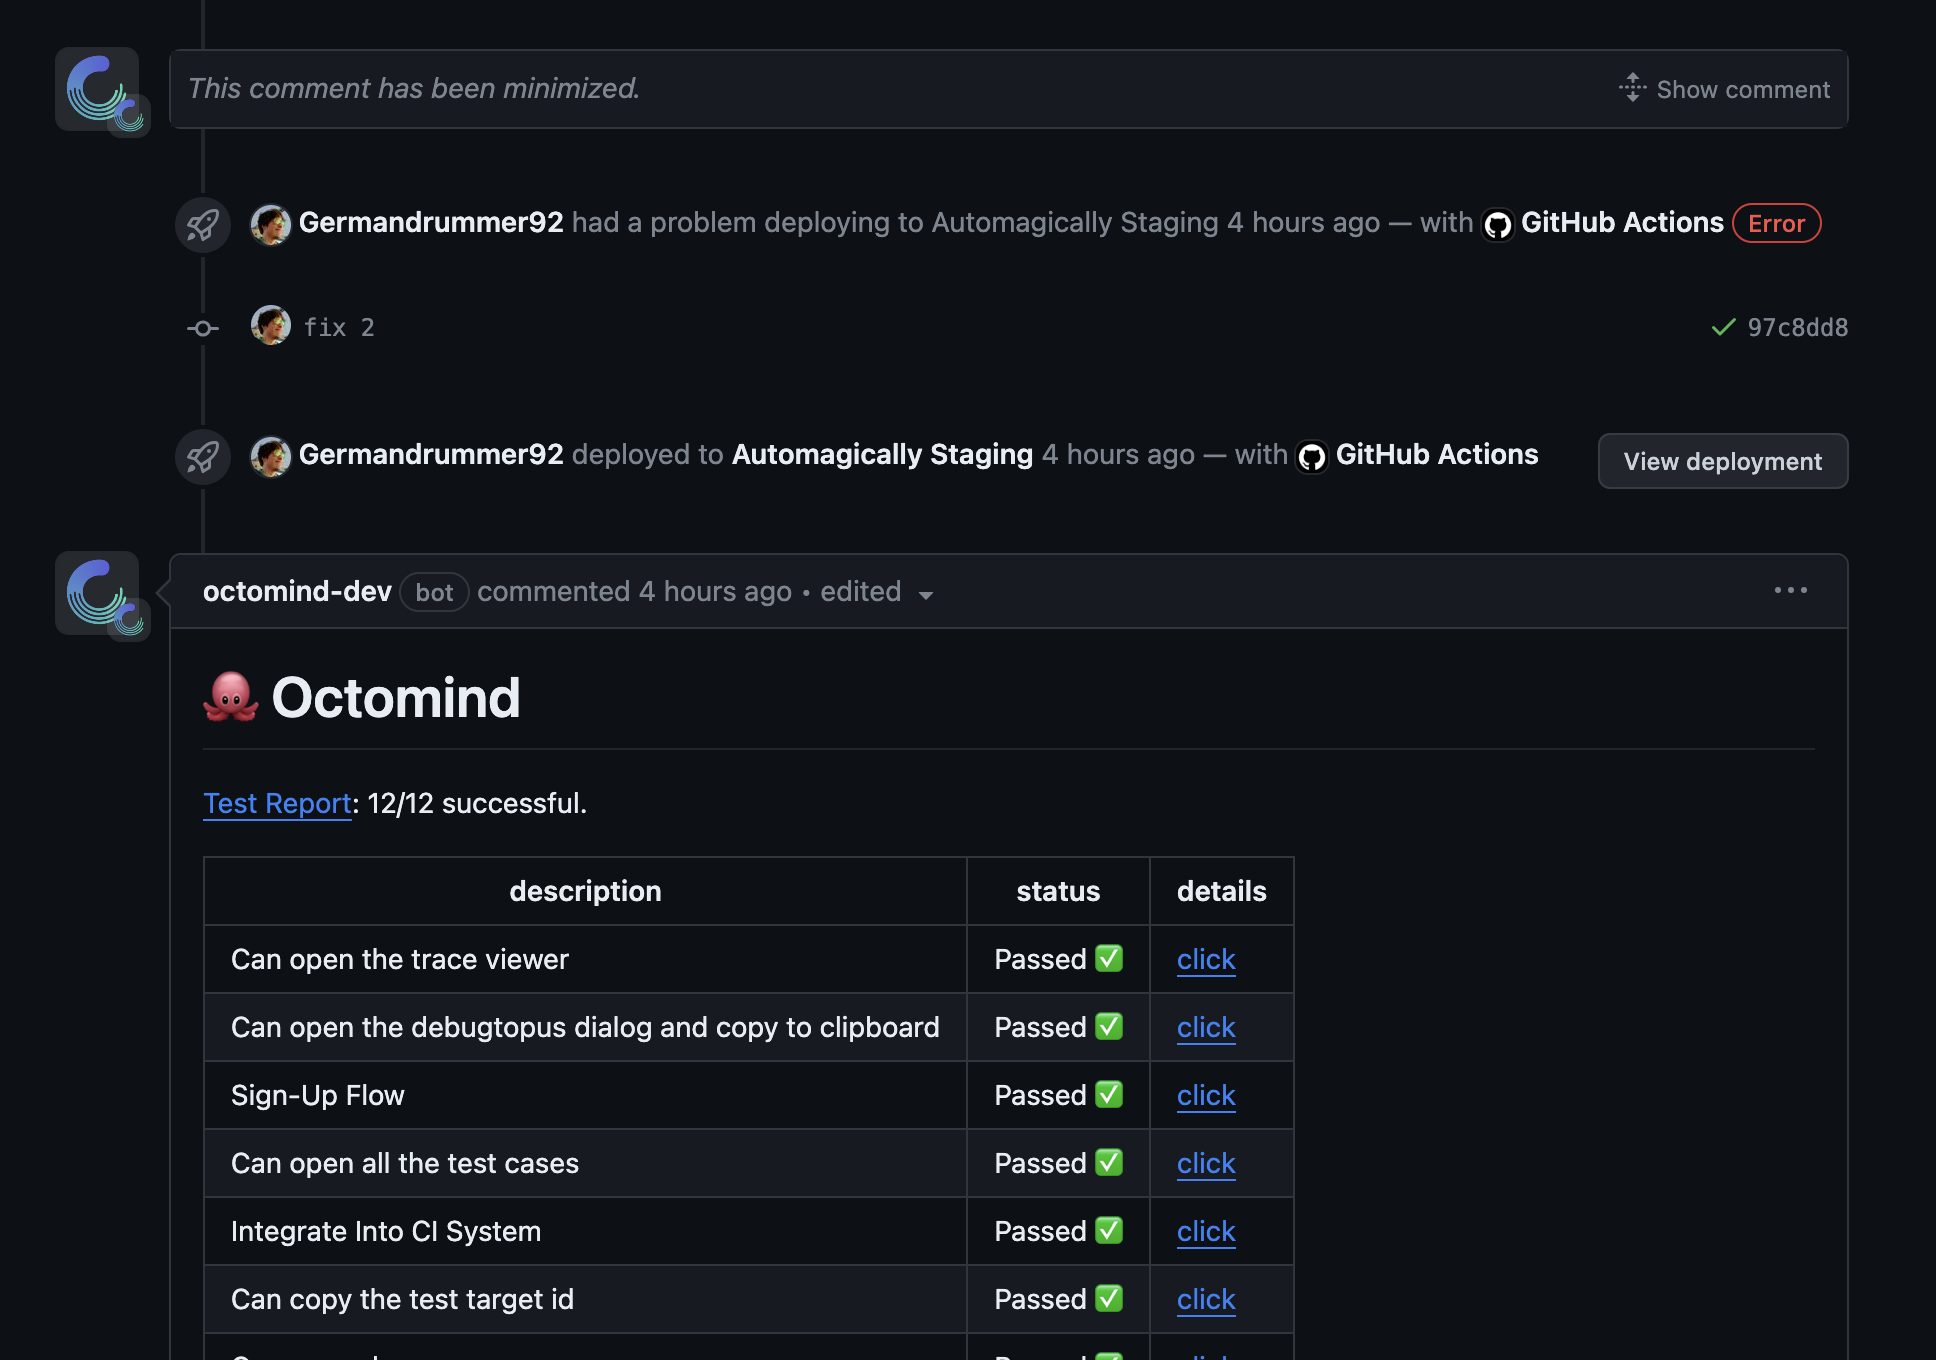 This comment has been minimized.
Show comment
Germandrummer92 had a problem deploying to Automagically Staging 4 hours ago — with GitHub Actions Error
fix 2
97c8dd8
Germandrummer92 deployed to Automagically Staging 4 hours ago — with GitHub Actions
View deployment
octomind-dev bot commented 4 hours ago • edited
🐙 Octomind
Test Report: 12/12 successful.
description status details
Can open the trace viewer Passed ✅ click
Can open the debugtopus dialog and copy to clipboard Passed ✅ click
Sign-Up Flow Passed ✅ click
Can open all the test cases Passed ✅ click
Integrate Into CI System Passed ✅ click
Can copy the test target id Passed ✅ click